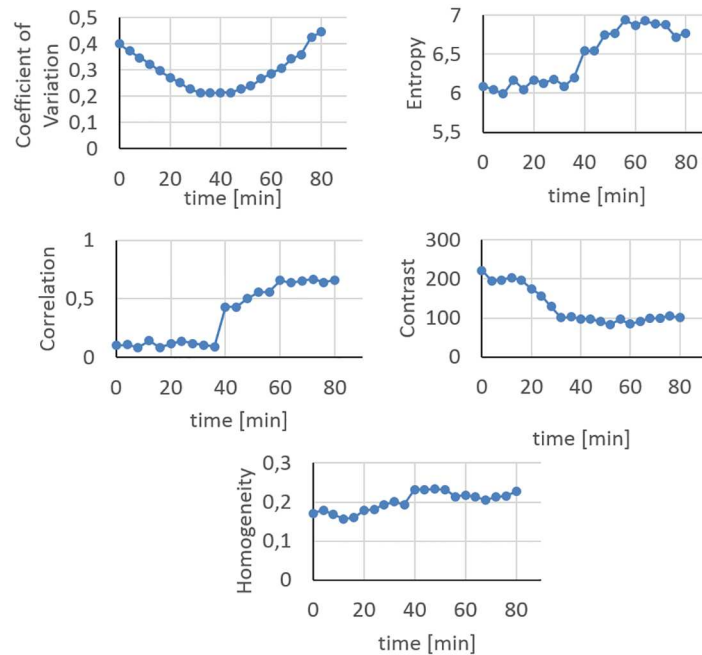 Coefficient of
Variation
0,5
0,4
0,3
0,2
0,1
0
0 20 40 60 80
time [min]
Entropy
7
6,5
6
5,5
0 20 40 60 80
time [min]
Correlation
1
0,5
0
0 20 40 60 80
time [min]
Contrast
300
200
100
0
0 20 40 60 80
time [min]
Homogeneity
0,3
0,2
0,1
0
0 20 40 60 80
time [min]